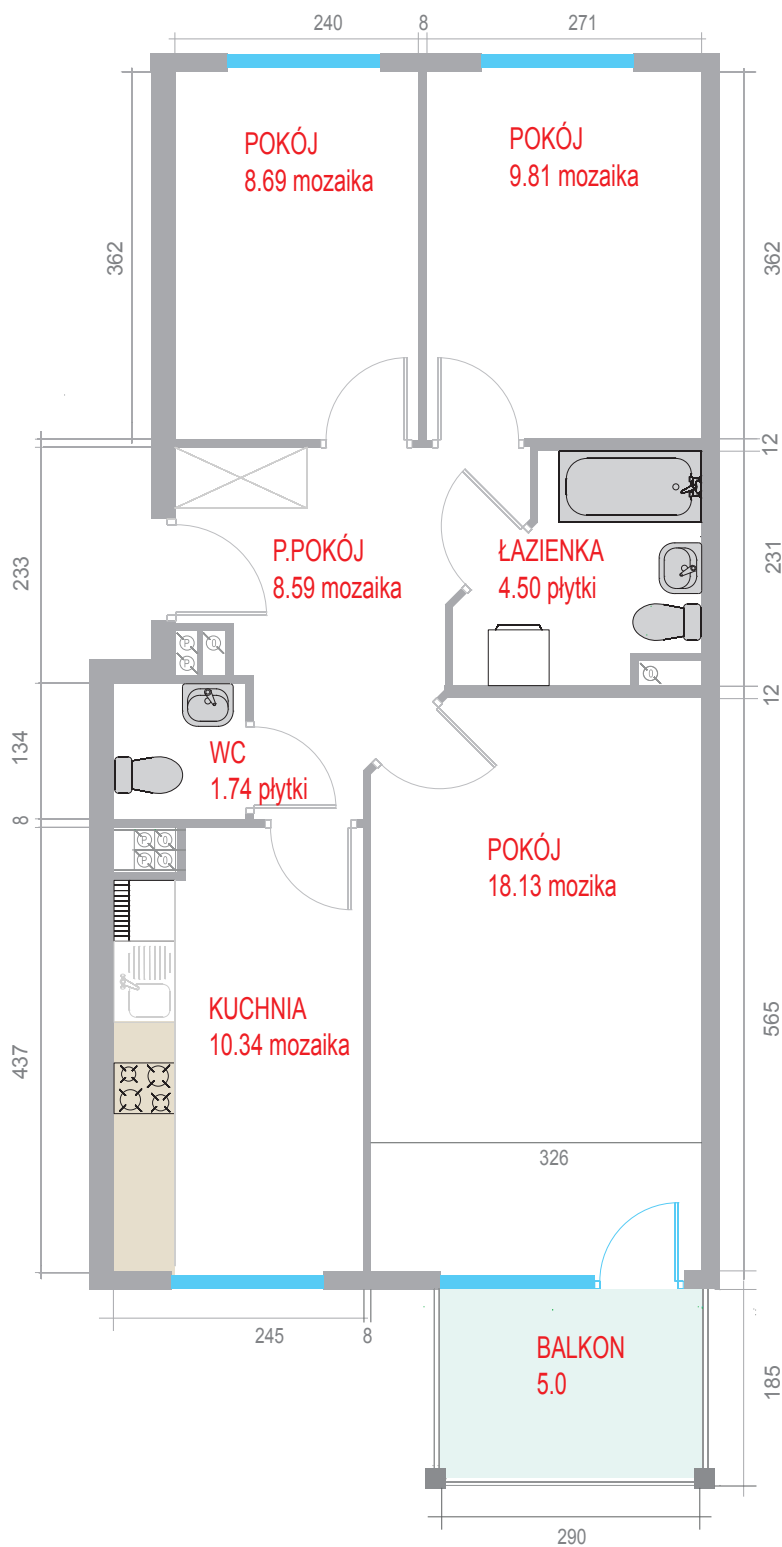 240
8
271
POKÓJ
8.69 mozaika
POKÓJ
9.81 mozaika
362
362
12
P.POKÓJ
8.59 mozaika
ŁAZIENKA
4.50 płytki
233
231
P
O
P
O
12
WC
1.74 płytki
134
8
P
O
P
O
POKÓJ
18.13 mozika
KUCHNIA
10.34 mozaika
437
565
326
245
8
BALKON
5.0
185
290